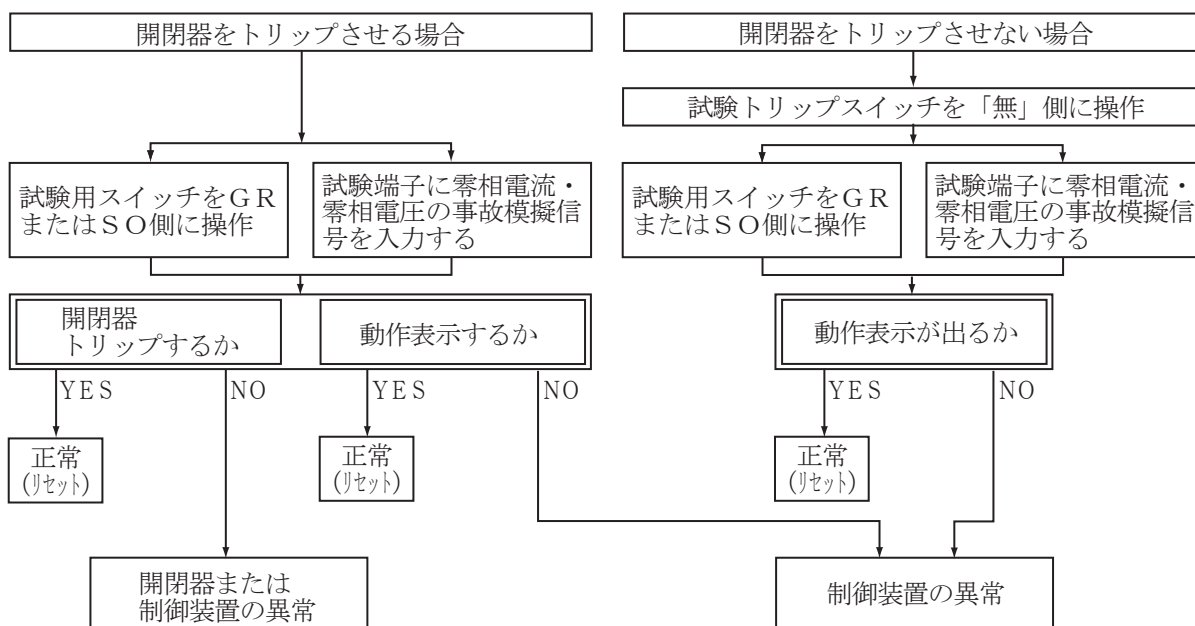 開閉器をトリップさせる場合
開閉器をトリップさせない場合
試験トリップスイッチを「無」側に操作
試験用スイッチをＧＲ
またはＳＯ側に操作
試験端子に零相電流・
零相電圧の事故模擬信
号を入力する
試験用スイッチをＧＲ
またはＳＯ側に操作
試験端子に零相電流・
零相電圧の事故模擬信
号を入力する
開閉器
トリップするか
動作表示するか
動作表示が出るか
YES
NO
YES
NO
YES
NO
正常
(ﾘｾｯﾄ)
正常
(ﾘｾｯﾄ)
正常
(ﾘｾｯﾄ)
開閉器または
制御装置の異常
制御装置の異常